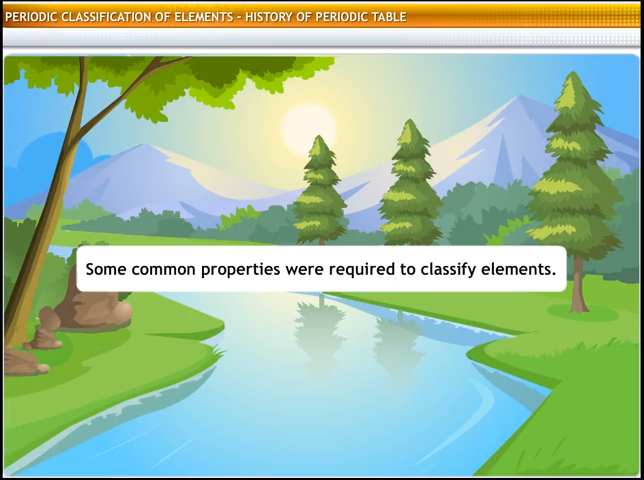 PERIODIC CLASSIFICATION OF ELEMENTS - HISTORY OF PERIODIC TABLE
Some common properties were required to classify elements.